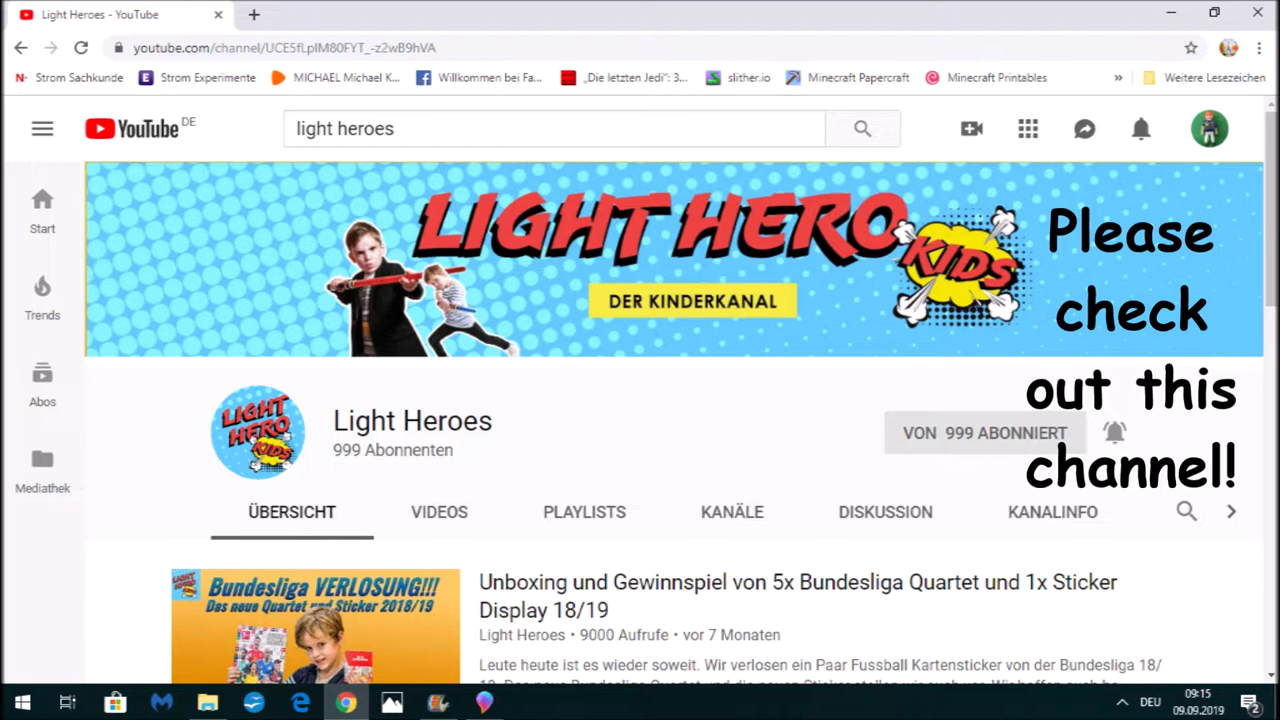 Light Heroes - YouTube
youtube.com/channel/UCE5fLpIM80FYT_-z2wB9hVA
Strom Sachkunde
Strom Experimente
MICHAEL Michael K...
Willkommen bei Fa...
„Die letzten Jedi“: 3...
slither.io
Minecraft Papercraft
Minecraft Printables
»
Weitere Lesezeichen
YouTube DE
light heroes
LIGHT HERO
KIDS
DER KINDERKANAL
Please
check
out this
channel!
Start
Trends
Abos
Mediathek
LIGHT
HERO
KIDS
Light Heroes
999 Abonnenten
VON 999 ABONNIERT
ÜBERSICHT
VIDEOS
PLAYLISTS
KANÄLE
DISKUSSION
KANALINFO
Bundesliga VERLOSUNG!!!
Das neue Quartet und Sticker 2018/19
Unboxing und Gewinnspiel von 5x Bundesliga Quartet und 1x Sticker
Display 18/19
Light Heroes • 9000 Aufrufe • vor 7 Monaten
Leute heute ist es wieder soweit. Wir verlosen ein Paar Fussball Kartensticker von der Bundesliga 18/
DEU
09:15
09.09.2019
2